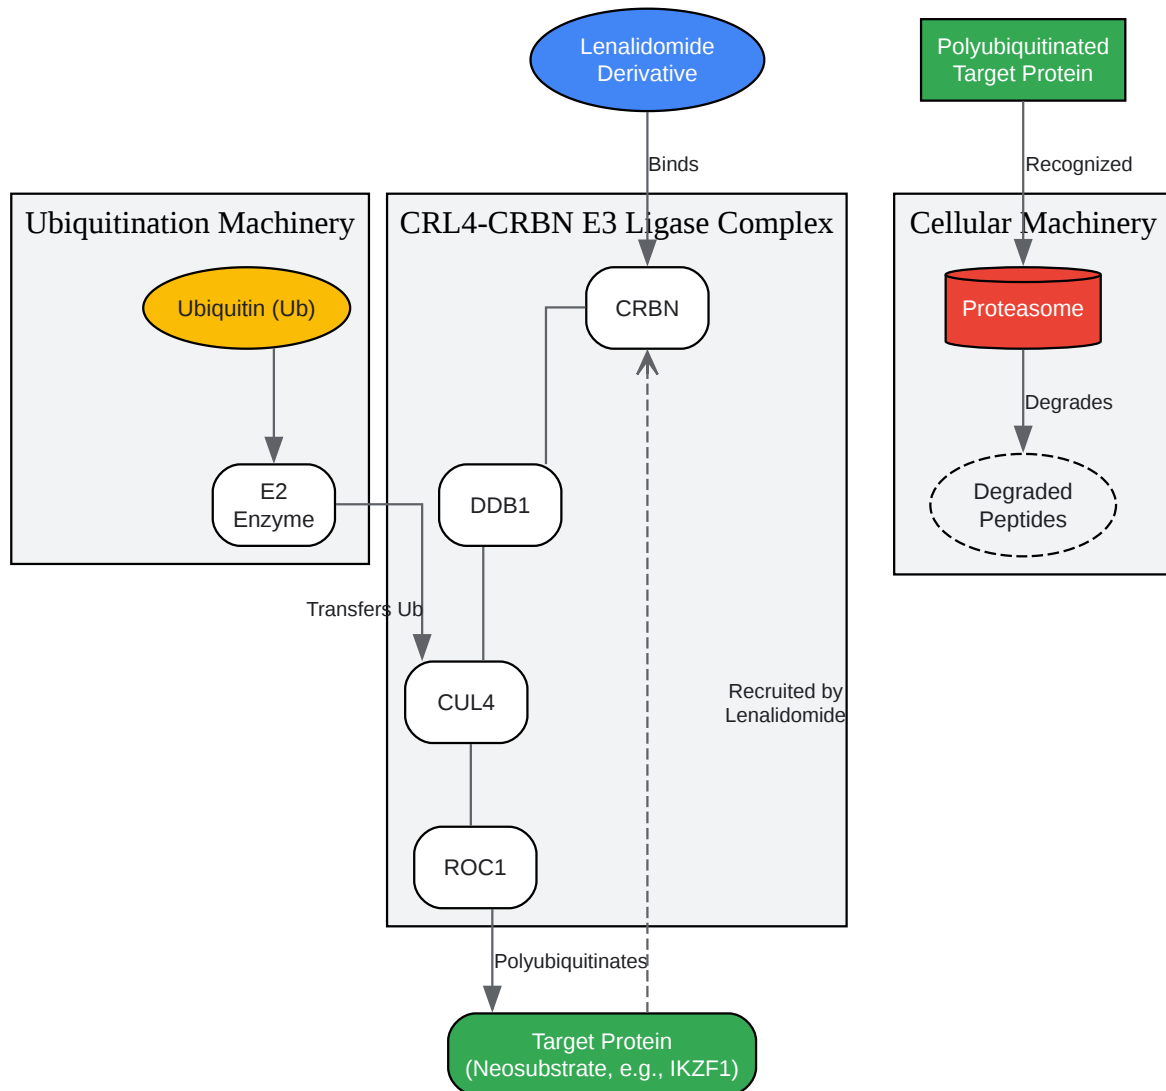 Lenalidomide
Derivative
Polyubiquitinated
Target Protein
Binds
Recognized
Ubiquitination Machinery
CRL4-CRBN E3 Ligase Complex
Cellular Machinery
Ubiquitin (Ub)
CRBN
Proteasome
Degrades
E2
Enzyme
DDB1
Degraded
Peptides
Transfers Ub
CUL4
Recruited by
Lenalidomide
ROC1
Polyubiquitinates
Target Protein
(Neosubstrate, e.g., IKZF1)